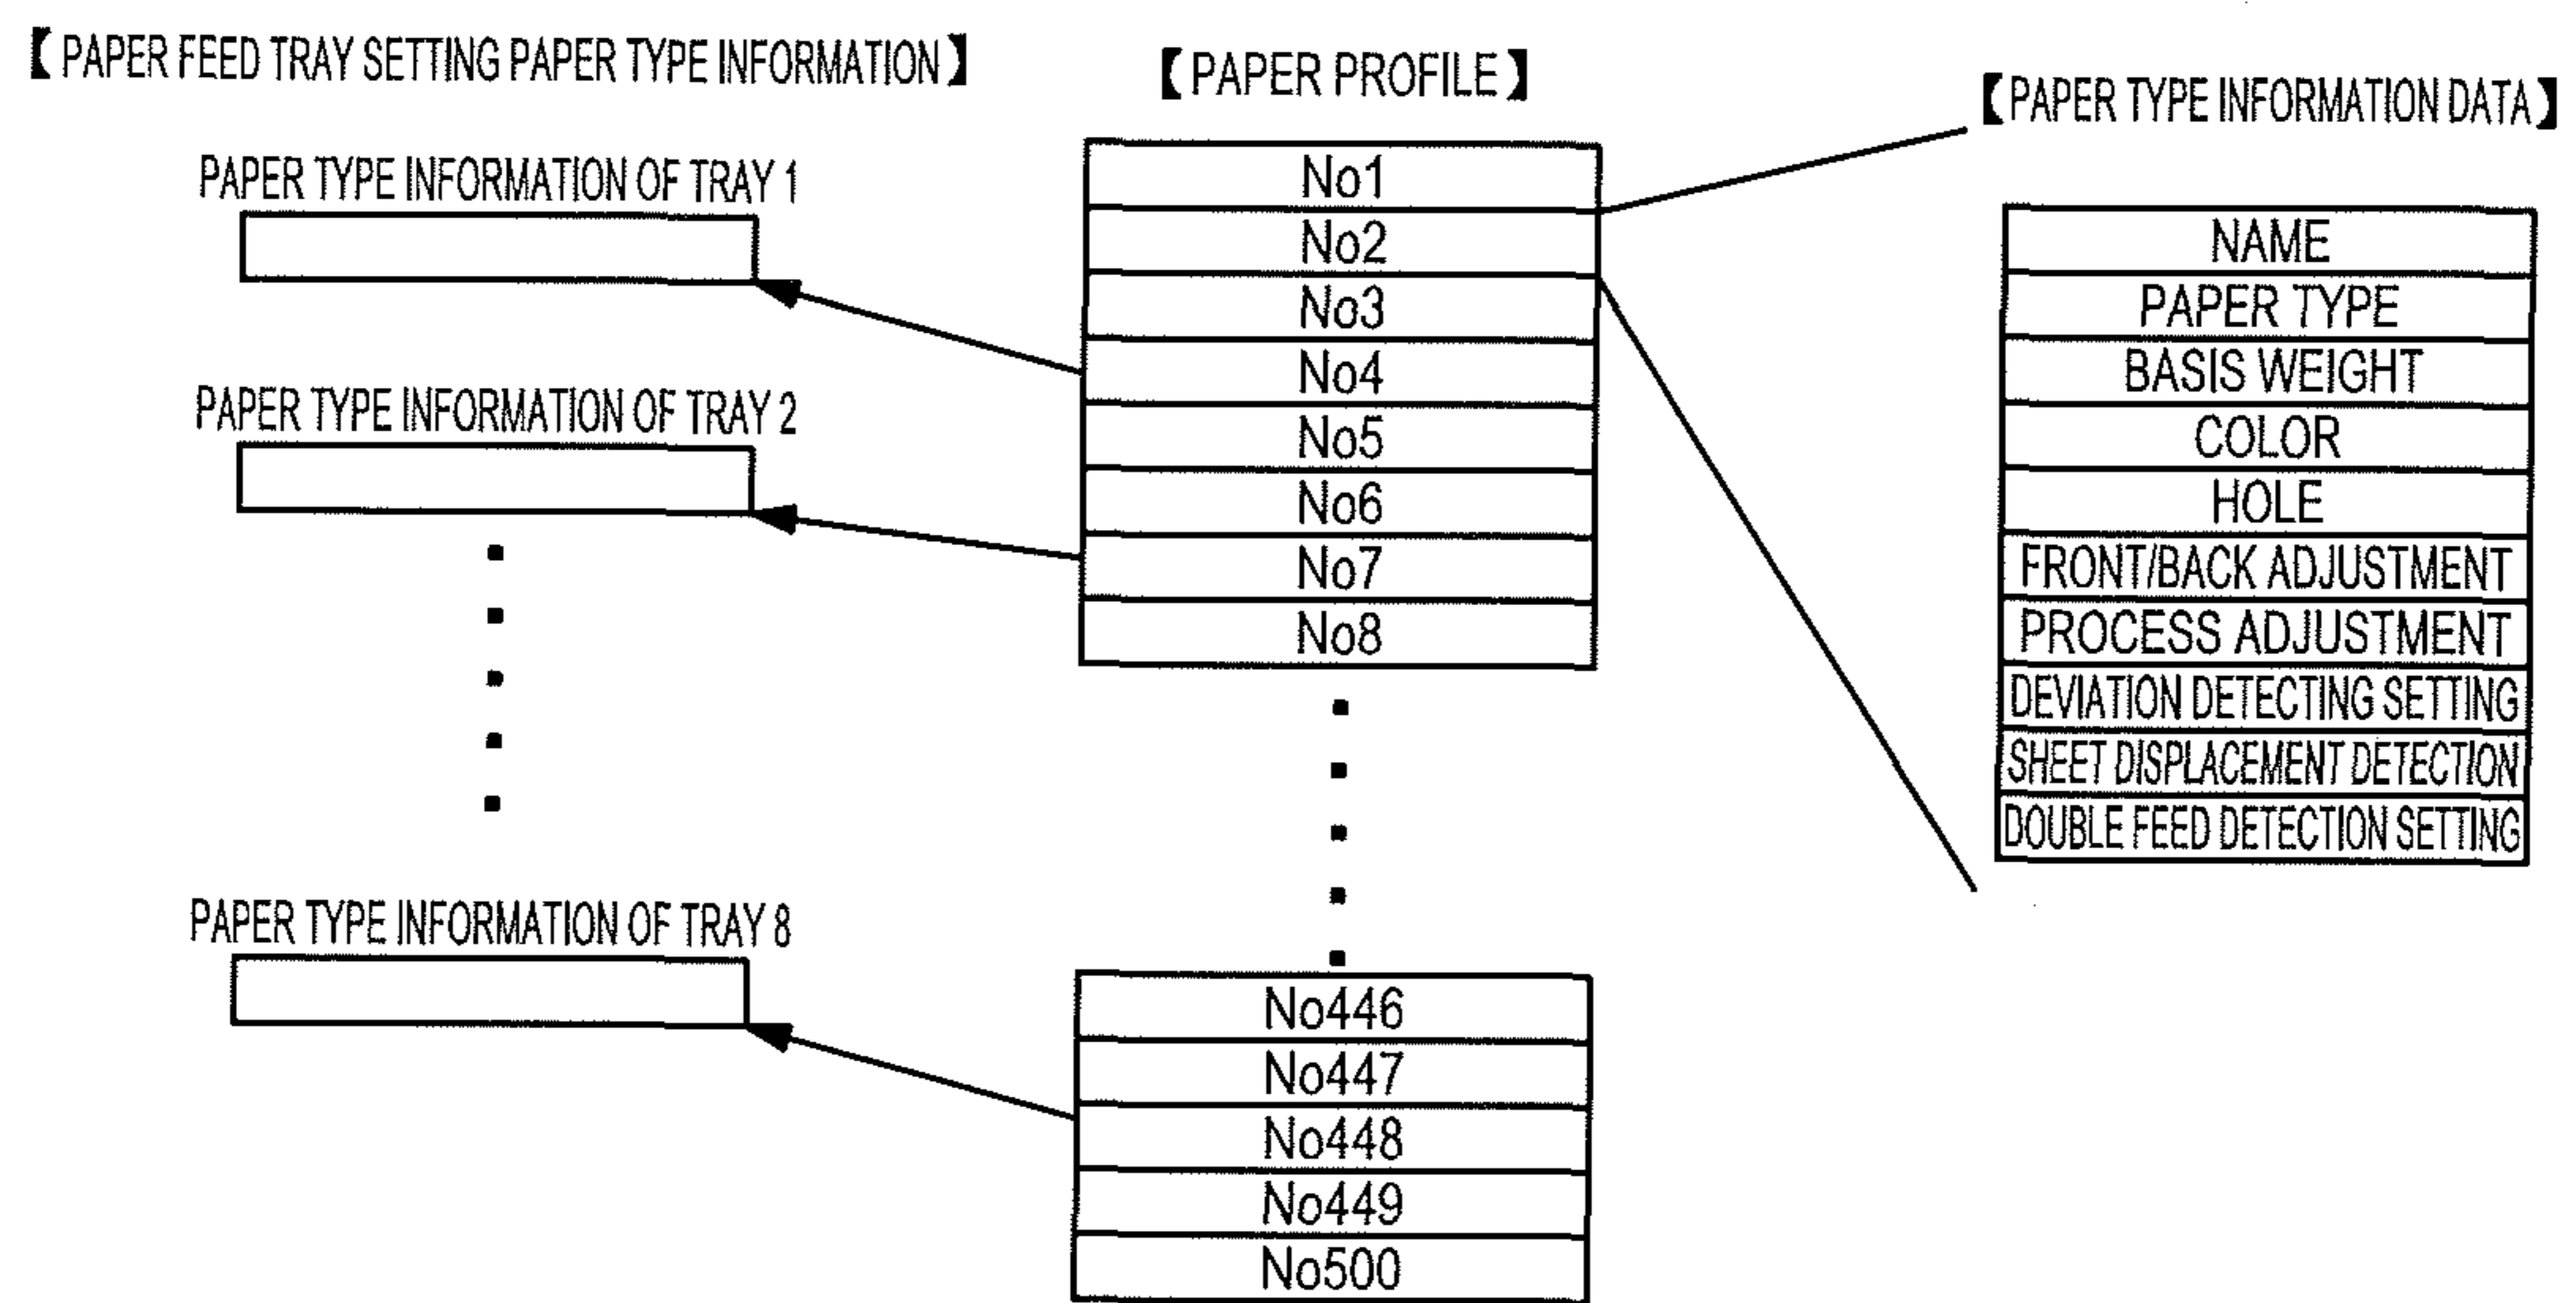 【PAPER FEED TRAY SETTING PAPER TYPE INFORMATION】
PAPER TYPE INFORMATION OF TRAY 1
PAPER TYPE INFORMATION OF TRAY 2
PAPER TYPE INFORMATION OF TRAY 8
【PAPER PROFILE】
No1
No2
No3
No4
No5
No6
No7
No8
No446
No447
No448
No449
No500
【PAPER TYPE INFORMATION DATA】
NAME
PAPER TYPE
BASIS WEIGHT
COLOR
HOLE
FRONT/BACK ADJUSTMENT
PROCESS ADJUSTMENT
DEVIATION DETECTING SETTING
SHEET DISPLACEMENT DETECTION
DOUBLE FEED DETECTION SETTING